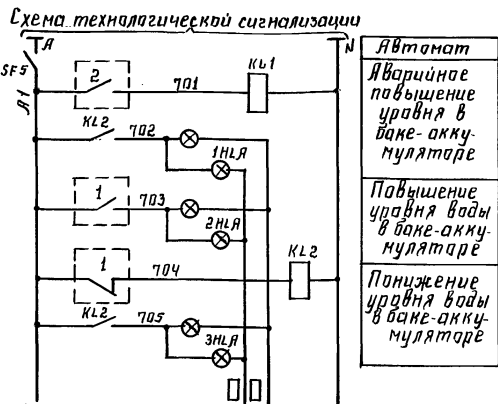 Схема технологической сигнализации
A
N
SF5
A1
2
701
KL1
KL2
702
1HLA
1
703
2HLA
1
704
KL2
KL2
705
3HLA
Автомат
Аварийное
повышение
уровня в
баке-акку-
муляторе
Повышение
уровня воды
в баке-акку-
муляторе
Понижение
уровня воды
в баке-акку-
муляторе